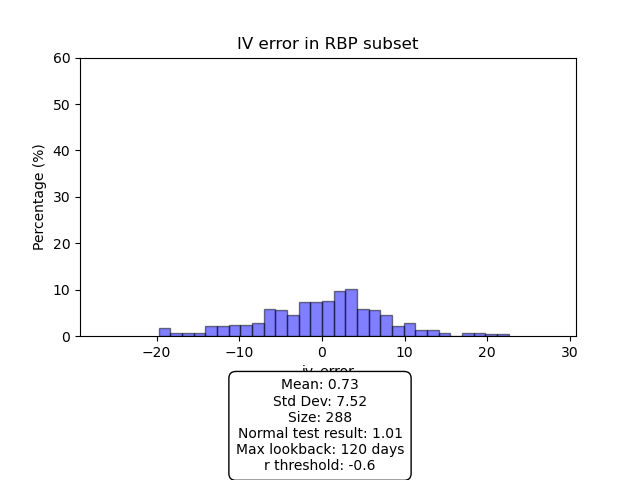 IV error in RBP subset
60
50
40
30
20
10
0
Percentage (%)
−20 −10 0 10 20 30
iv_error
Mean: 0.73
Std Dev: 7.52
Size: 288
Normal test result: 1.01
Max lookback: 120 days
r threshold: -0.6